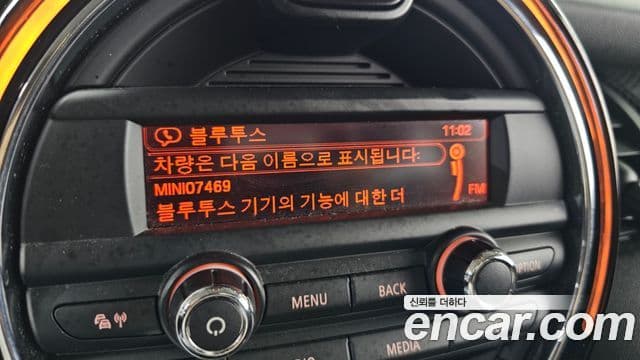 블루투스 11:02
차량은 다음 이름으로 표시됩니다:
MINI07469
블루투스 기기의 기능에 대한 더 FM
MENU BACK OPTION
MEDIA
신뢰를 더하다
encar.com